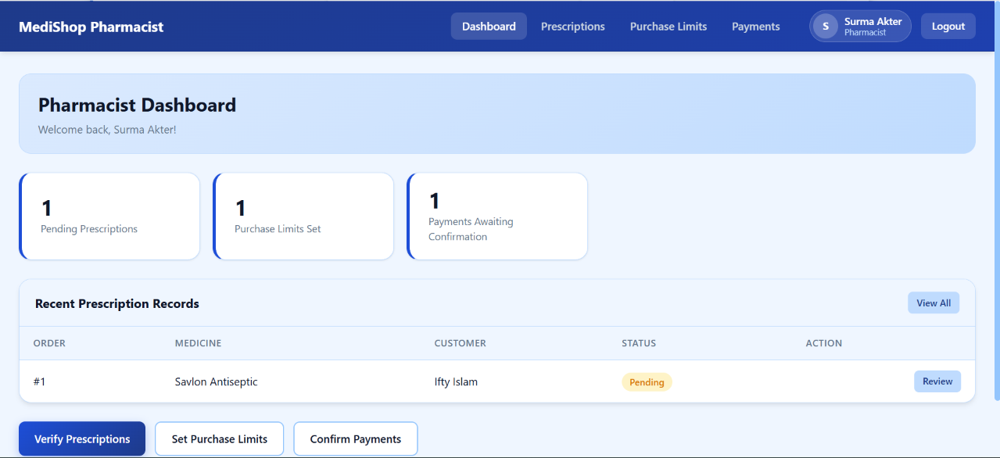 MediShop Pharmacist
Dashboard
Prescriptions
Purchase Limits
Payments
S
Surma Akter
Pharmacist
Logout
Pharmacist Dashboard
Welcome back, Surma Akter!
1
Pending Prescriptions
1
Purchase Limits Set
1
Payments Awaiting
Confirmation
Recent Prescription Records
View All
ORDER MEDICINE CUSTOMER STATUS ACTION
#1 Savlon Antiseptic Ifty Islam Pending Review
Verify Prescriptions
Set Purchase Limits
Confirm Payments